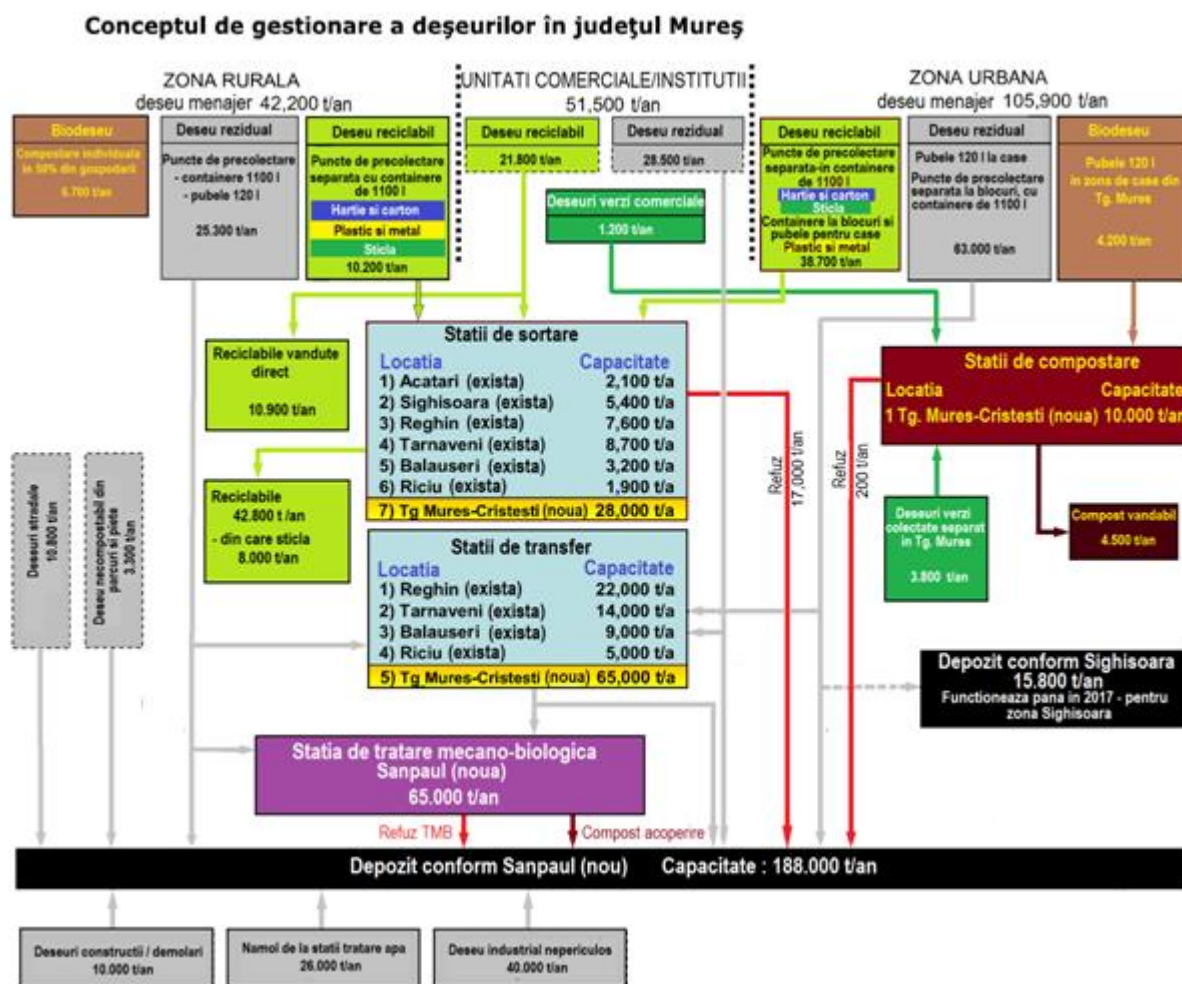 Conceptul de gestionare a deşeurilor în judeţul Mureş
ZONA RURALA
deseu menajer 42,200 t/an
UNITATI COMERCIALE/INSTITUTII
51,500 t/an
ZONA URBANA
deseu menajer 105,900 t/an
Biodeseu
Compostare individuala
in 50% din gospodarii
6.700 t/an
Deseu rezidual
Puncte de precolectare
- containere 1100 l
- pubele 120 l
25.300 t/an
Deseu reciclabil
Puncte de precolectare
separata cu containere
de 1100 l
Hartie si carton
Plastic si metal
Sticla
10.200 t/an
Deseu reciclabil
21.800 t/an
Deseu rezidual
28.500 t/an
Deseuri verzi comerciale
1.200 t/an
Deseu reciclabil
Puncte de precolectare
separata-in containere
de 1100 l
Hartie si carton
Sticla
Containere la blocuri si
pubele pentru case
Plastic si metal
38.700 t/an
Deseu rezidual
Pubele 120 l la case
Puncte de precolectare
separata la blocuri, cu
containere de 1100 l
63.000 t/an
Biodeseu
Pubele 120 l
in zona de case din
Tg. Mures
4.200 t/an
Reciclabile vandute
direct
10.900 t/an
Reciclabile
42.800 t /an
- din care sticla
8.000 t/an
Statii de sortare
Locatia Capacitate
1) Acatari (exista) 2,100 t/a
2) Sighisoara (exista) 5,400 t/a
3) Reghin (exista) 7,600 t/a
4) Tarnaveni (exista) 8,700 t/a
5) Balauseri (exista) 3,200 t/a
6) Riciu (exista) 1,900 t/a
7) Tg Mures-Cristesti (noua) 28,000 t/a
Statii de transfer
Locatia Capacitate
1) Reghin (exista) 22,000 t/a
2) Tarnaveni (exista) 14,000 t/a
3) Balauseri (exista) 9,000 t/a
4) Riciu (exista) 5,000 t/a
5) Tg Mures-Cristesti (noua) 65,000 t/a
Refuz
17,000 t/an
Refuz
200 t/an
Statii de compostare
Locatia Capacitate
1 Tg. Mures-Cristesti (noua) 10.000 t/an
Deseuri verzi
colectate separat
in Tg. Mures
3.800 t/an
Compost vandabil
4.500 t/an
Deseuri stradale
10.800 t/an
Deseu necompostabil din
parcuri si piete
3.300 t/an
Depozit conform Sighisoara
15.800 t/an
Functioneaza pana in 2017 - pentru
zona Sighisoara
Statia de tratare mecano-biologica
Sanpaul (noua)
65.000 t/an
Refuz TMB
Compost acoperire
Depozit conform Sanpaul (nou) Capacitate : 188.000 t/an
Deseuri constructii / demolari
10.000 t/an
Namol de la statii tratare apa
26.000 t/an
Deseu industrial nepericulos
40.000 t/an